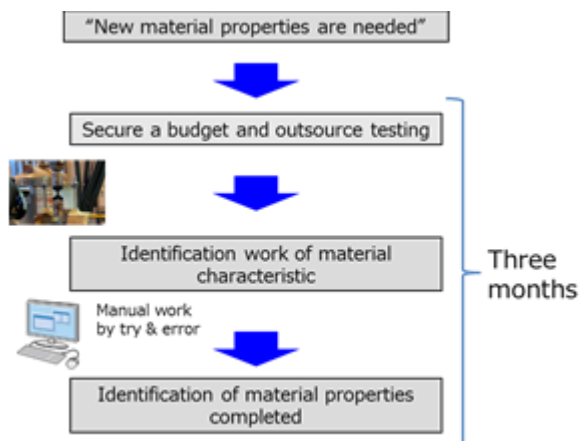 “New material properties are needed”
Secure a budget and outsource testing
Identification work of material
characteristic
Three
months
Manual work
by try & error
Identification of material properties
completed